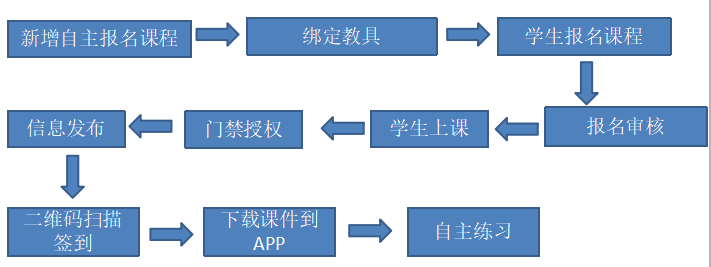 新增自主报名课程
绑定教具
学生报名课程
报名审核
学生上课
门禁授权
信息发布
二维码扫描
签到
下载课件到
APP
自主练习